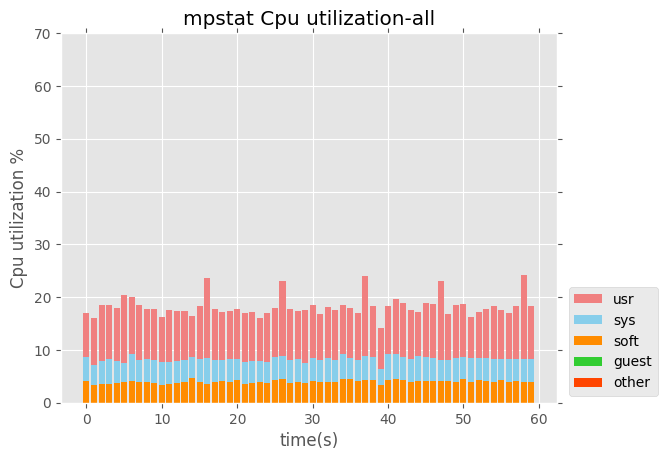 mpstat Cpu utilization-all
Cpu utilization %
70
60
50
40
30
20
10
0
0 10 20 30 40 50 60
time(s)
usr
sys
soft
guest
other